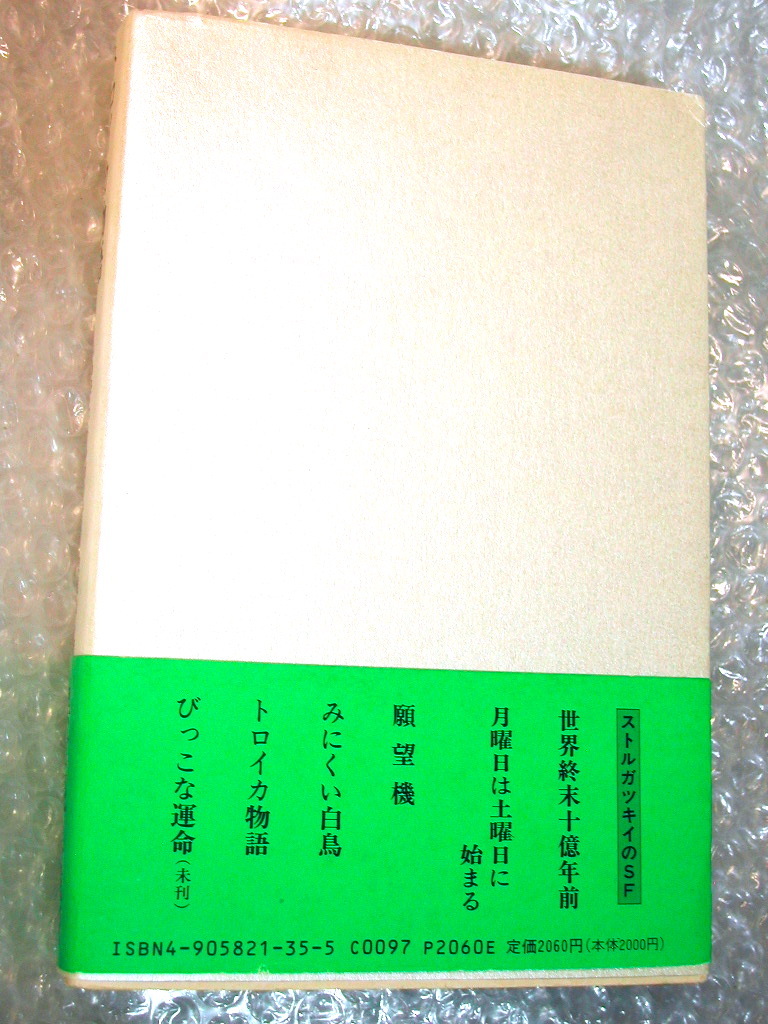 ストルガツキイのSF
世界終末十億年前
月曜日は土曜日に
始まる
願望機
みにくい白鳥
トロイカ物語
びっこな運命(未刊)
ISBN4-905821-35-5 C0097 P2060E 定価2060円(本体2000円)